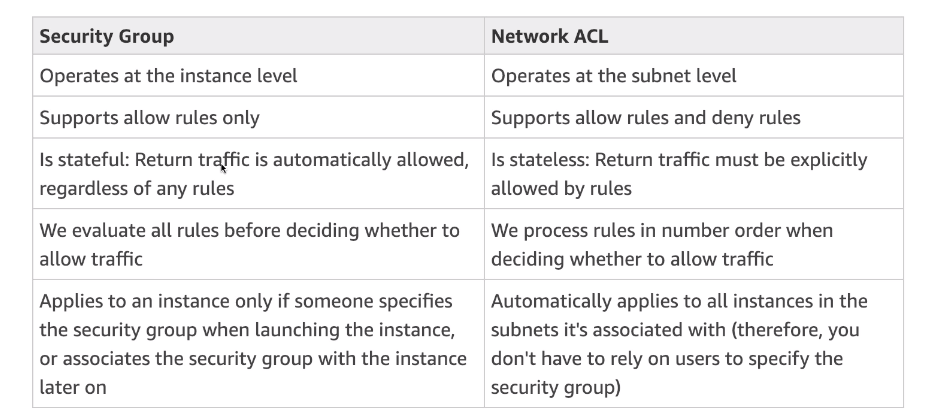 Security Group
Network ACL
Operates at the instance level
Operates at the subnet level
Supports allow rules only
Supports allow rules and deny rules
Is stateful: Return traffic is automatically allowed,
regardless of any rules
Is stateless: Return traffic must be explicitly
allowed by rules
We evaluate all rules before deciding whether to
allow traffic
We process rules in number order when
deciding whether to allow traffic
Applies to an instance only if someone specifies
the security group when launching the instance,
or associates the security group with the instance
later on
Automatically applies to all instances in the
subnets it's associated with (therefore, you
don't have to rely on users to specify the
security group)